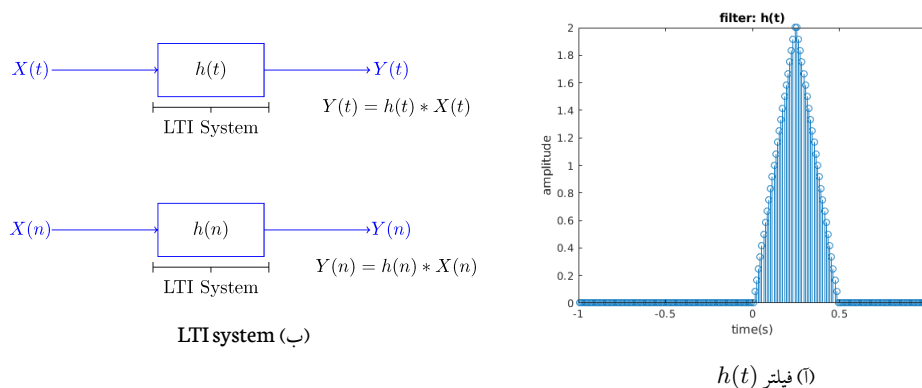 X(t)
h(t)
Y(t)
Y(t) = h(t) * X(t)
LTI System
X(n)
h(n)
Y(n)
Y(n) = h(n) * X(n)
LTI System
(ب) LTI system
filter: h(t)
amplitude
2
1.8
1.6
1.4
1.2
1
0.8
0.6
0.4
0.2
0
-1
-0.5
0
0.5
time(s)
(آ) فیلتر h(t)